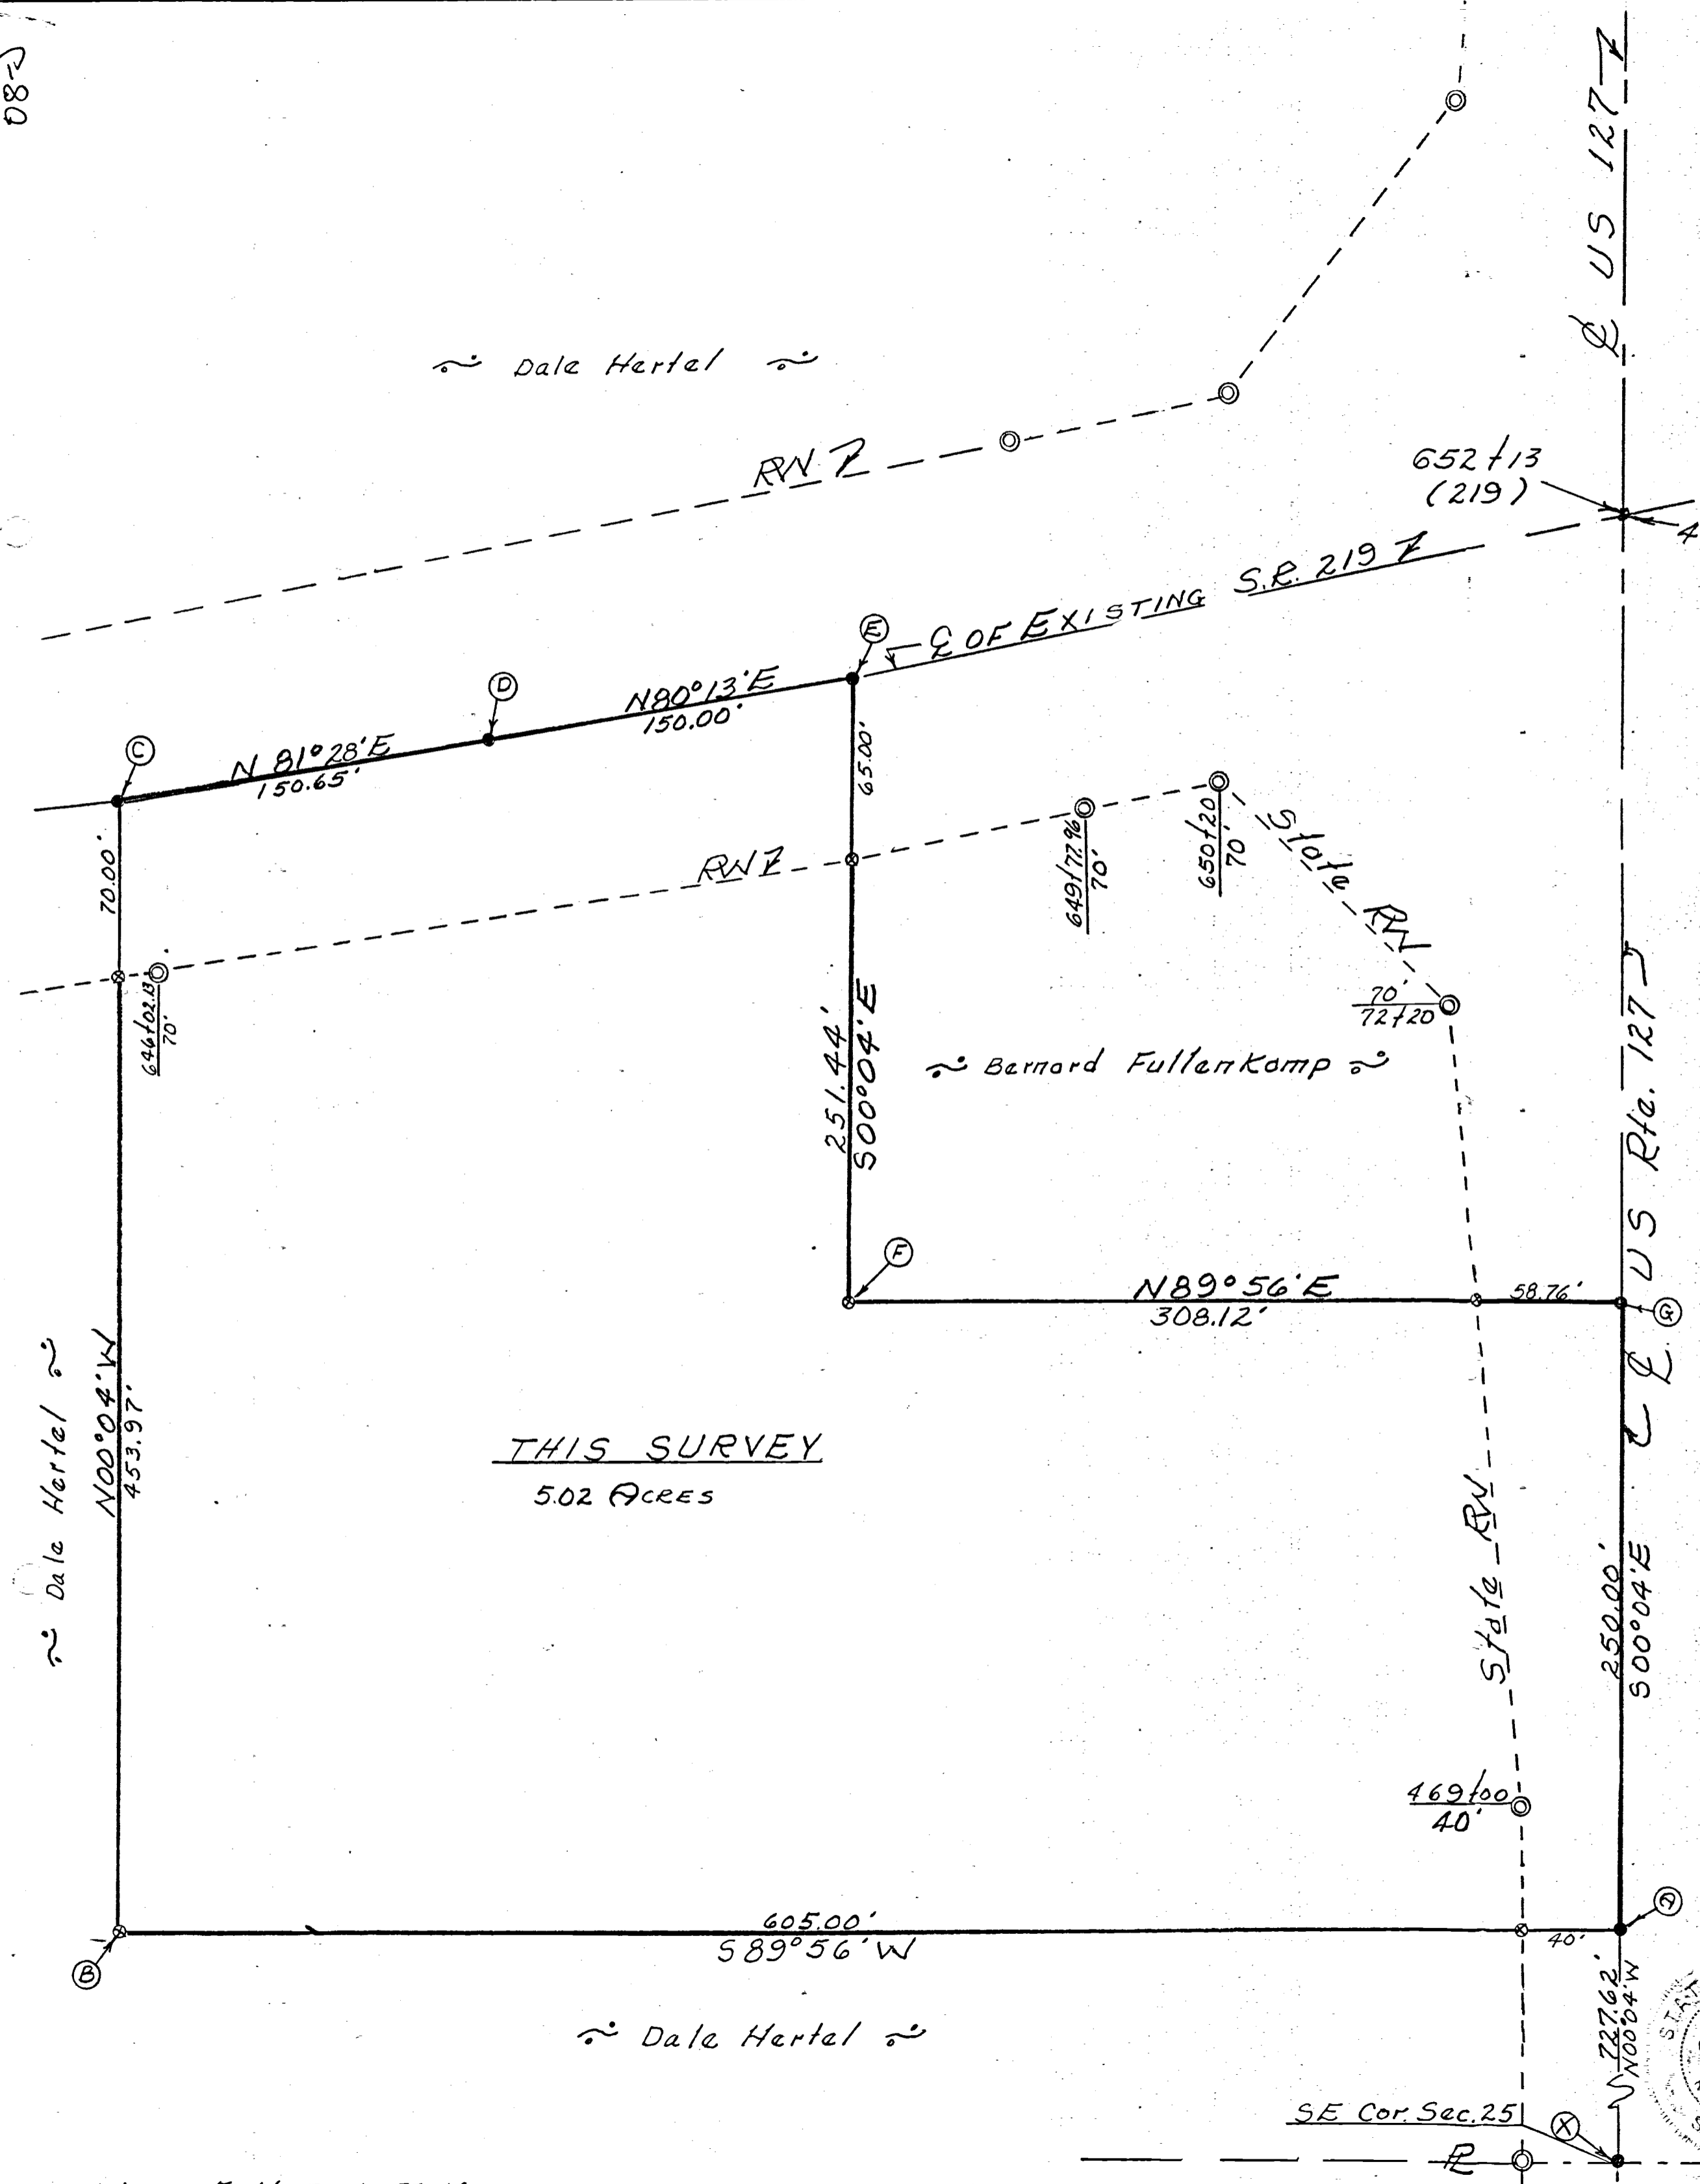 08-J
℄ US 127
Dale Hertel
RW
652+13
(219)
4
℄ OF EXISTING S.R. 219
E
D
N80°13'E
150.00'
C
N 81°28'E
150.65'
65.00'
70.00'
RW
649+77.96
70'
650+20
70'
State RW
646+02.13
70'
70'
72+20
251.44'
S00°04'E
Bernard Fullenkamp
℄ US Rte. 127
F
N89°56'E
308.12'
58.76'
G
Dale Hertel
N00°04'W
453.97'
THIS SURVEY
5.02 ACRES
State RW
250.00'
S00°04'E
469+00
40'
A
605.00'
S89°56'W
40'
B
727.62'
N00°04'W
Dale Hertel
SE Cor. Sec. 25
X
PL